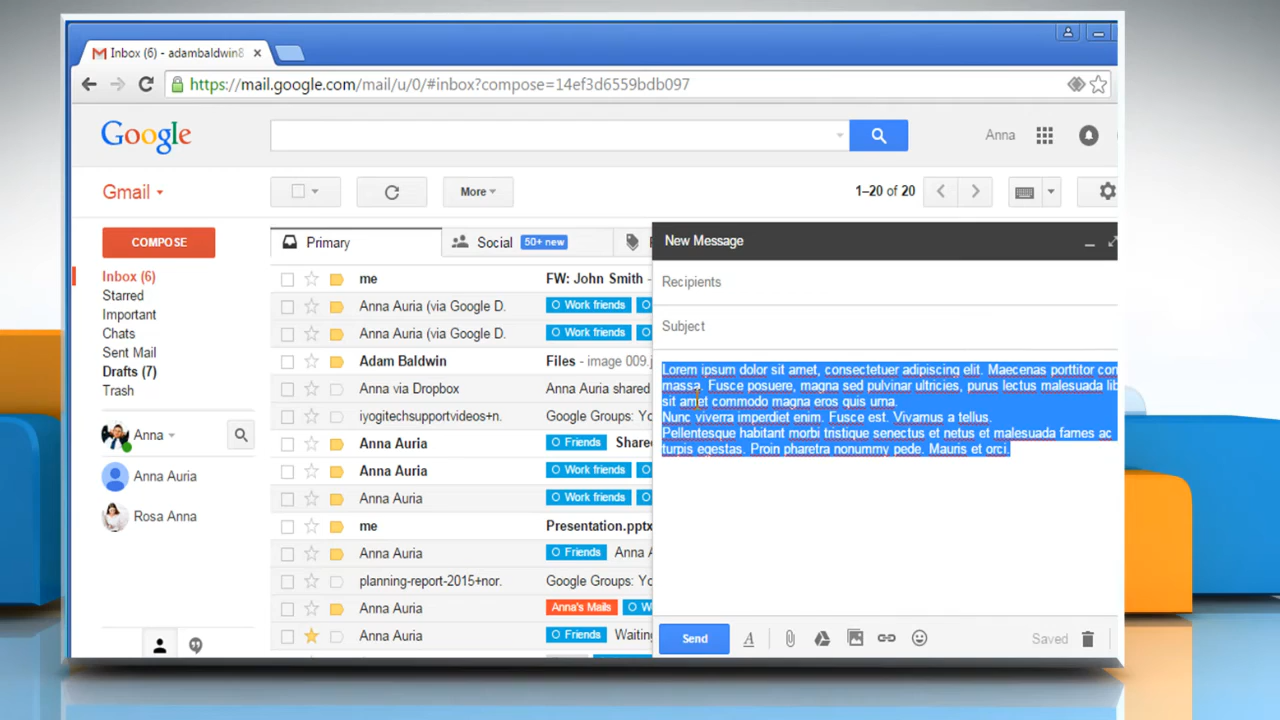 Inbox (6) - adambaldwin8
https://mail.google.com/mail/u/0/#inbox?compose=14ef3d6559bdb097
Google
Anna
Gmail
More
1–20 of 20
COMPOSE
Inbox (6)
Starred
Important
Chats
Sent Mail
Drafts (7)
Trash
Anna
Anna Auria
Rosa Anna
Primary
Social 50+ new
me FW: John Smith -
Anna Auria (via Google D. Work friends
Anna Auria (via Google D. Work friends
Adam Baldwin Files - image 009.j
Anna via Dropbox Anna Auria shared
iyogitechsupportvideos+n. Google Groups: Yo
Anna Auria Friends Share
Anna Auria Work friends
Anna Auria Work friends
me Presentation.pptx
Anna Auria Friends Anna A
planning-report-2015+nor. Google Groups: Yo
Anna Auria Anna's Mails W
Anna Auria Friends Waitin
New Message
Recipients
Subject
Lorem ipsum dolor sit amet, consectetuer adipiscing elit. Maecenas porttitor con
massa. Fusce posuere, magna sed pulvinar ultricies, purus lectus malesuada lib
sit amet commodo magna eros quis urna.
Nunc viverra imperdiet enim. Fusce est. Vivamus a tellus.
Pellentesque habitant morbi tristique senectus et netus et malesuada fames ac
turpis egestas. Proin pharetra nonummy pede. Mauris et orci.
Send
Saved